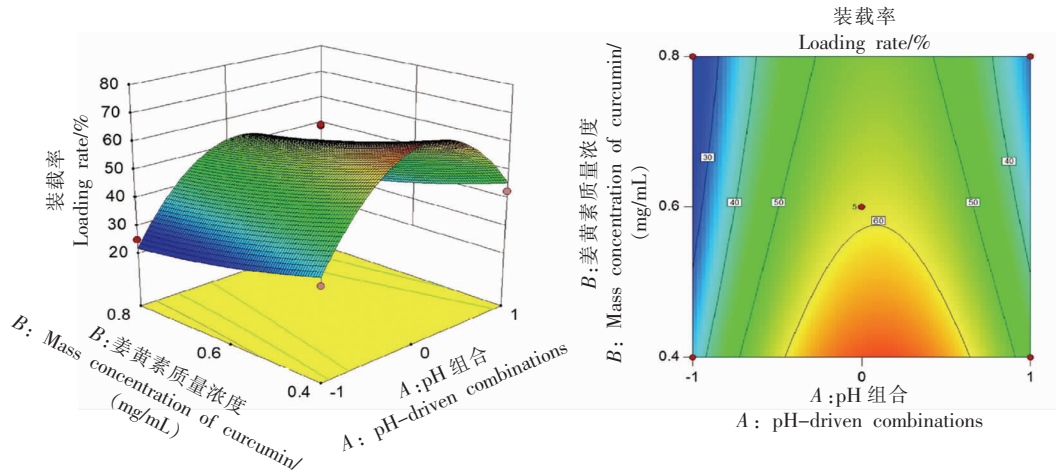 80
70
60
50
40
30
20
装载率
Loading rate/%
0.8
0.6
0.4
B:姜黄素质量浓度
B: Mass concentration of curcumin/
(mg/mL)
-1
0
1
A:pH组合
A: pH-driven combinations
装载率
Loading rate/%
0.8
0.6
0.4
B:姜黄素质量浓度
B: Mass concentration of curcumin/
(mg/mL)
30
40
50
5
60
50
40
-1
0
1
A:pH组合
A: pH-driven combinations